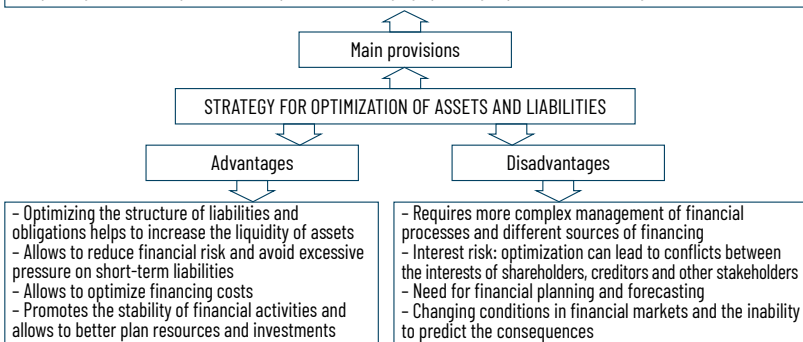 Main provisions
STRATEGY FOR OPTIMIZATION OF ASSETS AND LIABILITIES
Advantages
Disadvantages
– Optimizing the structure of liabilities and
obligations helps to increase the liquidity of assets
– Allows to reduce financial risk and avoid excessive
pressure on short-term liabilities
– Allows to optimize financing costs
– Promotes the stability of financial activities and
allows to better plan resources and investments
– Requires more complex management of financial
processes and different sources of financing
– Interest risk: optimization can lead to conflicts between
the interests of shareholders, creditors and other stakeholders
– Need for financial planning and forecasting
– Changing conditions in financial markets and the inability
to predict the consequences